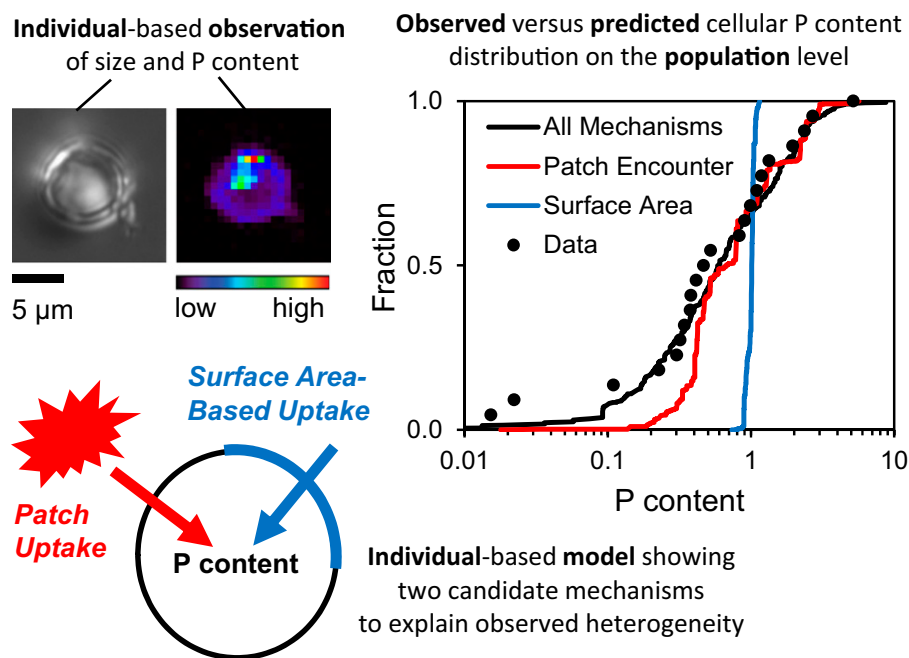 Individual-based observation
of size and P content
5 µm
low high
Observed versus predicted cellular P content
distribution on the population level
1.0
0.5
0.0
Fraction
All Mechanisms
Patch Encounter
Surface Area
Data
0.01 0.1 1 10
P content
Surface Area-
Based Uptake
Patch
Uptake
P content
Individual-based model showing
two candidate mechanisms
to explain observed heterogeneity